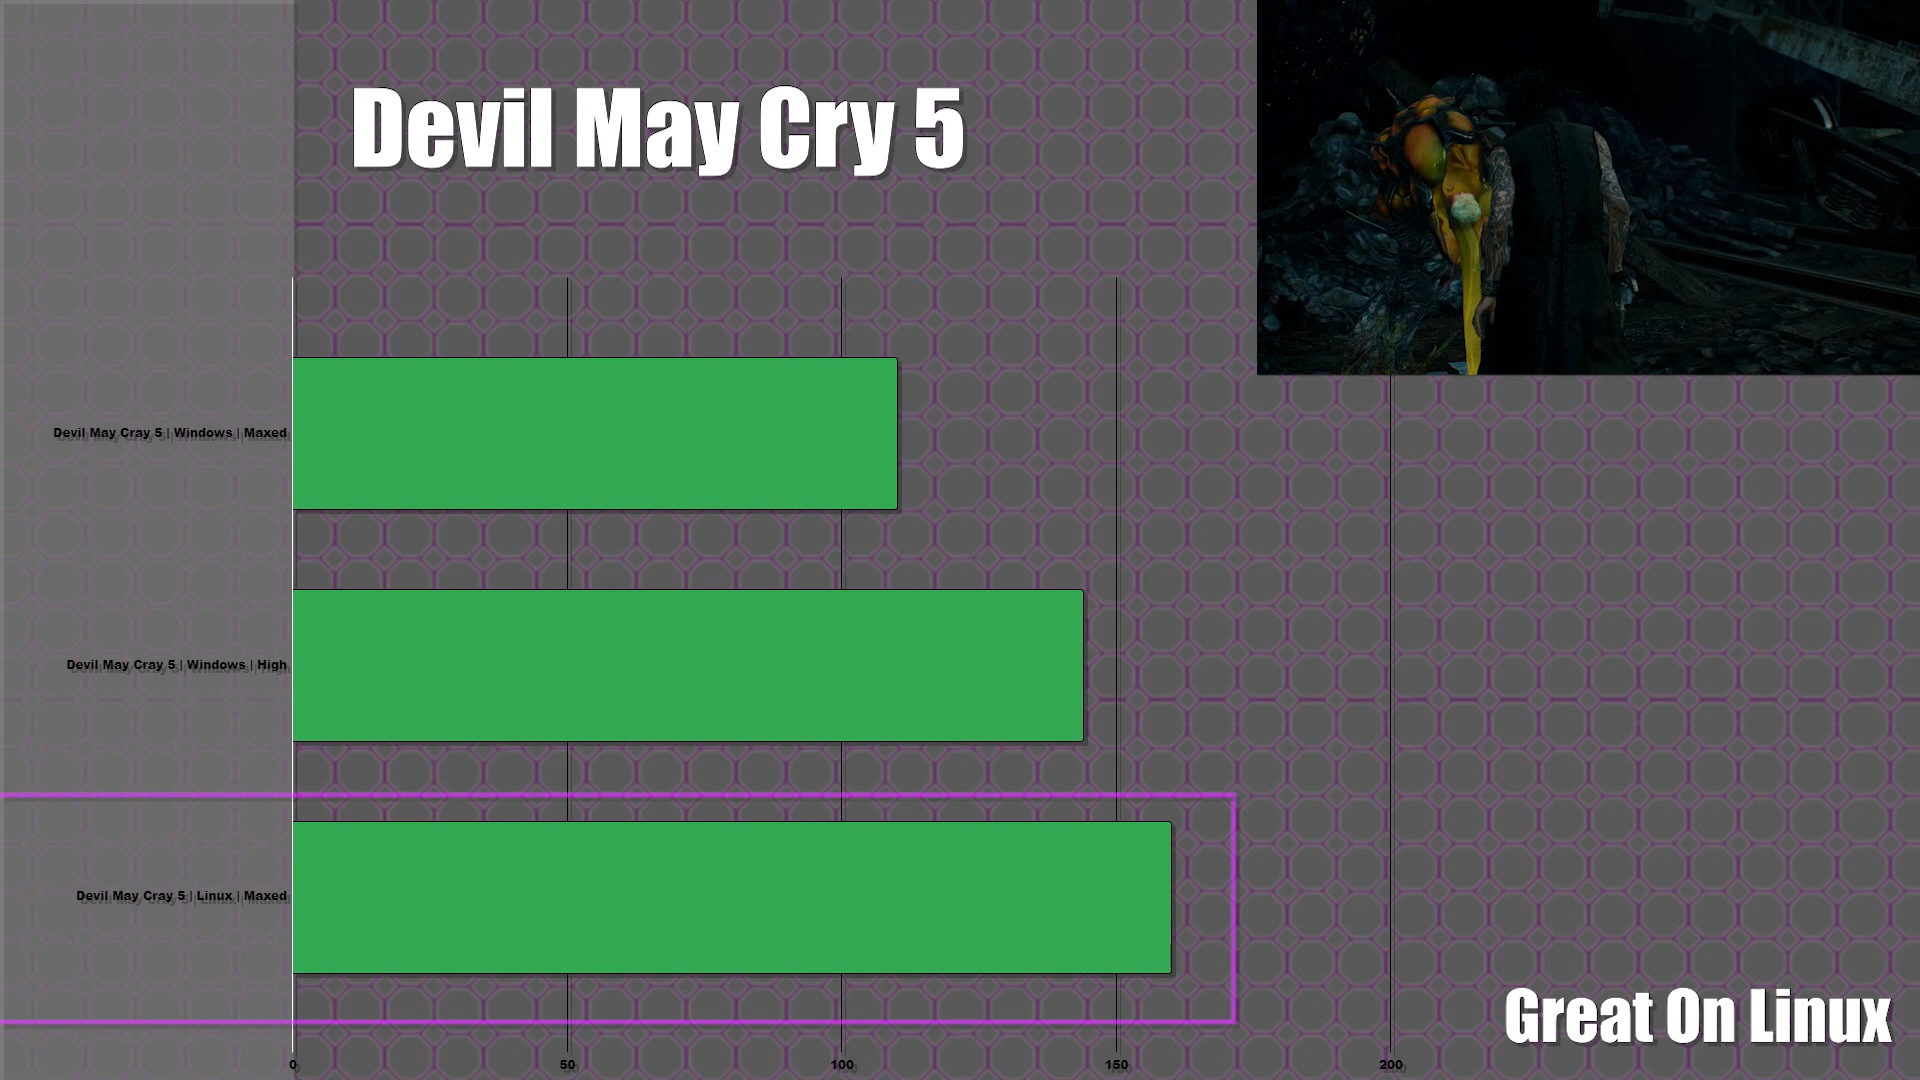 Devil May Cry 5
Devil May Cray 5 | Windows | Maxed
Devil May Cray 5 | Windows | High
Devil May Cray 5 | Linux | Maxed
Great On Linux
0 50 100 150 200